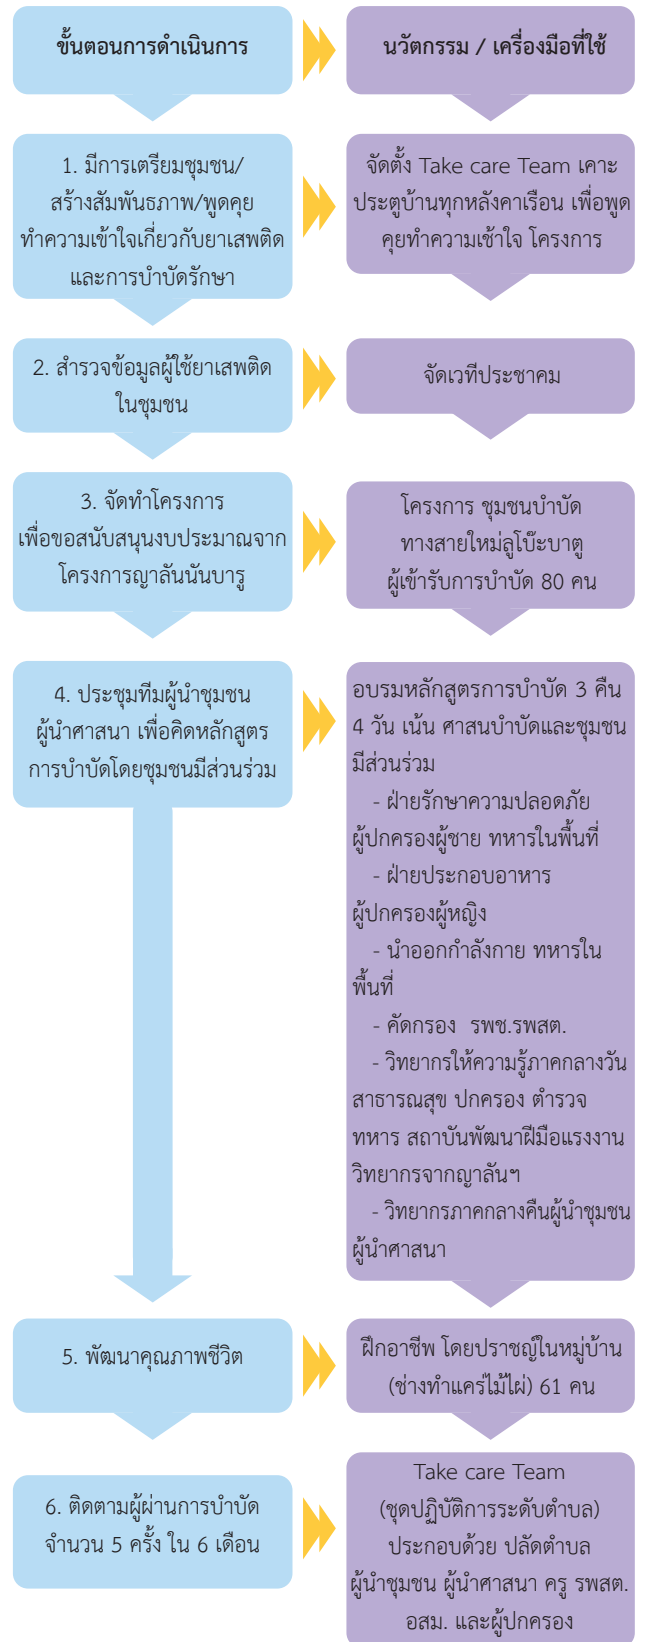 ขั้นตอนการดำเนินการ
นวัตกรรม / เครื่องมือที่ใช้
1. มีการเตรียมชุมชน/
สร้างสัมพันธภาพ/พูดคุย
ทำความเข้าใจเกี่ยวกับยาเสพติด
และการบำบัดรักษา
จัดตั้ง Take care Team เคาะ
ประตูบ้านทุกหลังคาเรือน เพื่อพูด
คุยทำความเช้าใจ โครงการ
2. สำรวจข้อมูลผู้ใช้ยาเสพติด
ในชุมชน
จัดเวทีประชาคม
3. จัดทำโครงการ
เพื่อขอสนับสนุนงบประมาณจาก
โครงการญาลันนันบารู
โครงการ ชุมชนบำบัด
ทางสายใหม่ลูโบ๊ะบาตู
ผู้เข้ารับการบำบัด 80 คน
4. ประชุมทีมผู้นำชุมชน
ผู้นำศาสนา เพื่อคิดหลักสูตร
การบำบัดโดยชุมชนมีส่วนร่วม
อบรมหลักสูตรการบำบัด 3 คืน
4 วัน เน้น ศาสนบำบัดและชุมชน
มีส่วนร่วม
- ฝ่ายรักษาความปลอดภัย
ผู้ปกครองผู้ชาย ทหารในพื้นที่
- ฝ่ายประกอบอาหาร
ผู้ปกครองผู้หญิง
- นำออกกำลังกาย ทหารใน
พื้นที่
- คัดกรอง รพช.รพสต.
- วิทยากรให้ความรู้ภาคกลางวัน
สาธารณสุข ปกครอง ตำรวจ
ทหาร สถาบันพัฒนาฝีมือแรงงาน
วิทยากรจากญาลันฯ
- วิทยากรภาคกลางคืนผู้นำชุมชน
ผู้นำศาสนา
5. พัฒนาคุณภาพชีวิต
ฝึกอาชีพ โดยปราชญ์ในหมู่บ้าน
(ช่างทำแคร่ไม้ไผ่) 61 คน
6. ติดตามผู้ผ่านการบำบัด
จำนวน 5 ครั้ง ใน 6 เดือน
Take care Team
(ชุดปฏิบัติการระดับตำบล)
ประกอบด้วย ปลัดตำบล
ผู้นำชุมชน ผู้นำศาสนา ครู รพสต.
อสม. และผู้ปกครอง